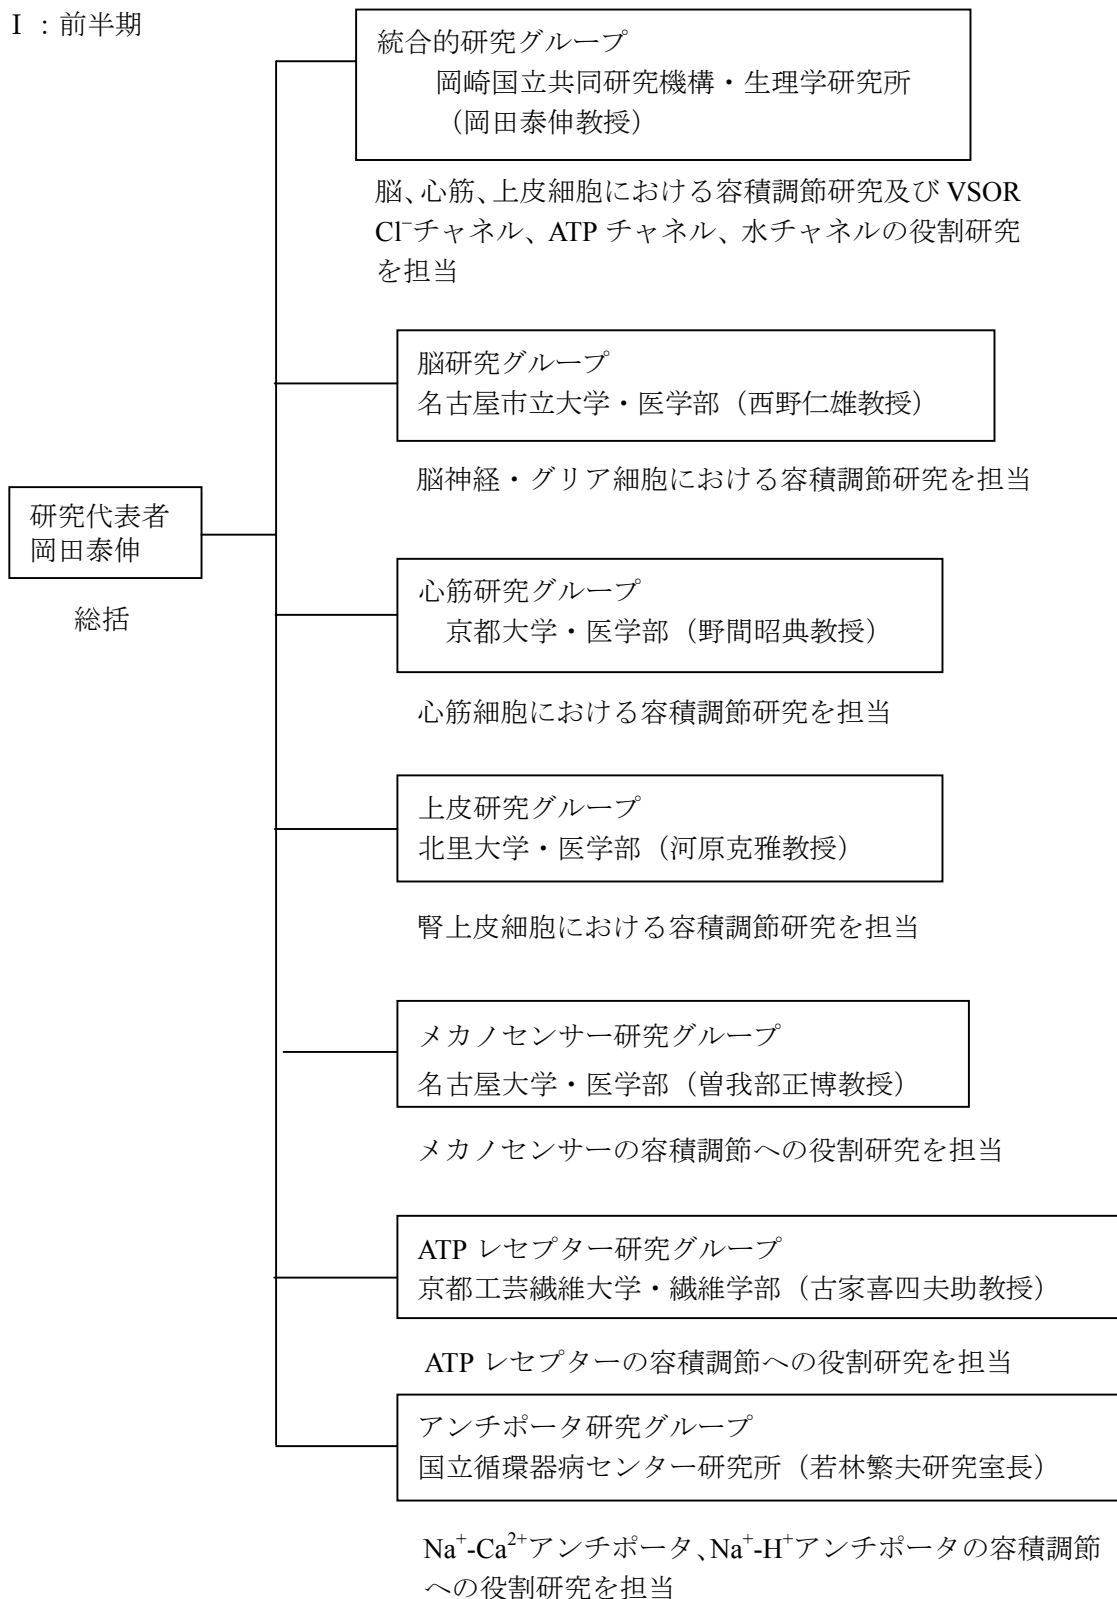 I：前半期
統合的研究グループ
岡崎国立共同研究機構・生理学研究所
（岡田泰伸教授）
脳、心筋、上皮細胞における容積調節研究及び VSOR
Cl⁻チャネル、ATP チャネル、水チャネルの役割研究
を担当
脳研究グループ
名古屋市立大学・医学部（西野仁雄教授）
脳神経・グリア細胞における容積調節研究を担当
研究代表者
岡田泰伸
総括
心筋研究グループ
京都大学・医学部（野間昭典教授）
心筋細胞における容積調節研究を担当
上皮研究グループ
北里大学・医学部（河原克雅教授）
腎上皮細胞における容積調節研究を担当
メカノセンサー研究グループ
名古屋大学・医学部（曽我部正博教授）
メカノセンサーの容積調節への役割研究を担当
ATP レセプター研究グループ
京都工芸繊維大学・繊維学部（古家喜四夫助教授）
ATP レセプターの容積調節への役割研究を担当
アンチポータ研究グループ
国立循環器病センター研究所（若林繁夫研究室長）
Na⁺-Ca²⁺アンチポータ、Na⁺-H⁺アンチポータの容積調節
への役割研究を担当